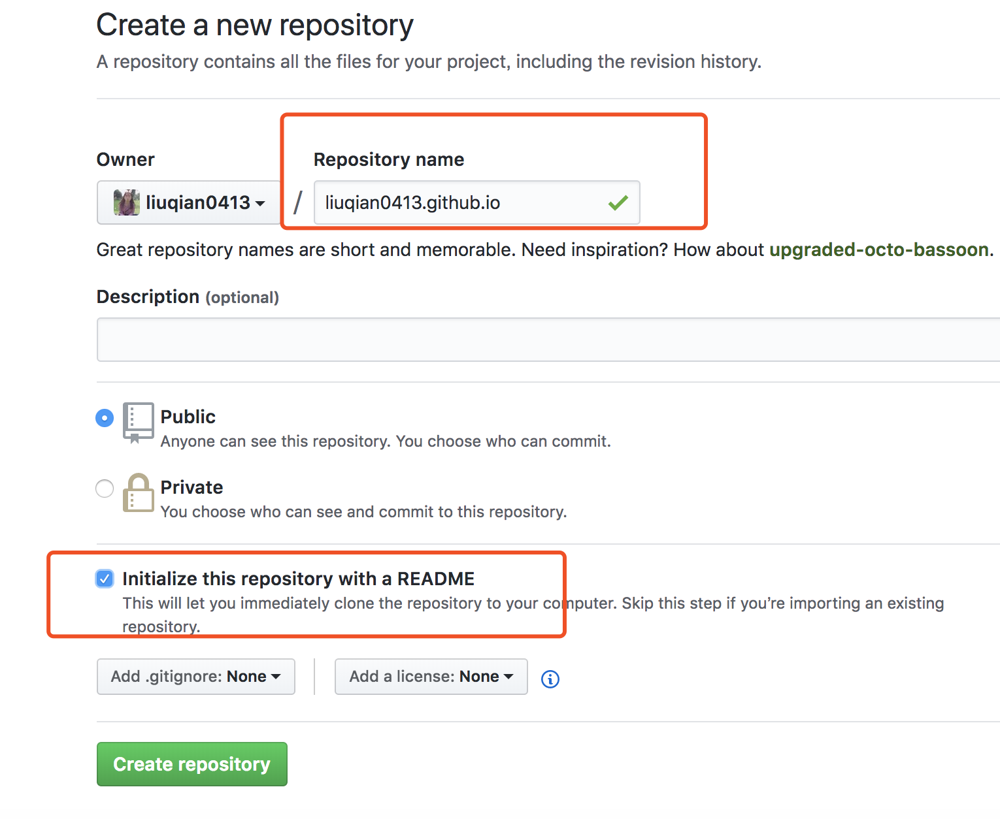 Create a new repository
A repository contains all the files for your project, including the revision history.
Owner
Repository name
liuqian0413
/
liuqian0413.github.io
Great repository names are short and memorable. Need inspiration? How about upgraded-octo-bassoon.
Description (optional)
Public
Anyone can see this repository. You choose who can commit.
Private
You choose who can see and commit to this repository.
Initialize this repository with a README
This will let you immediately clone the repository to your computer. Skip this step if you’re importing an existing
repository.
Add .gitignore: None
Add a license: None
Create repository